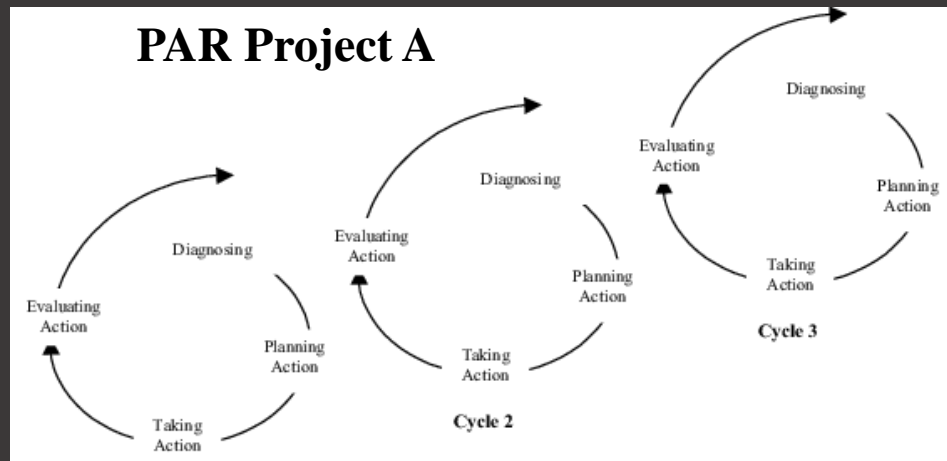 PAR Project A
Diagnosing
Planning
Action
Taking
Action
Evaluating
Action
Diagnosing
Planning
Action
Taking
Action
Evaluating
Action
Cycle 2
Diagnosing
Planning
Action
Taking
Action
Evaluating
Action
Cycle 3